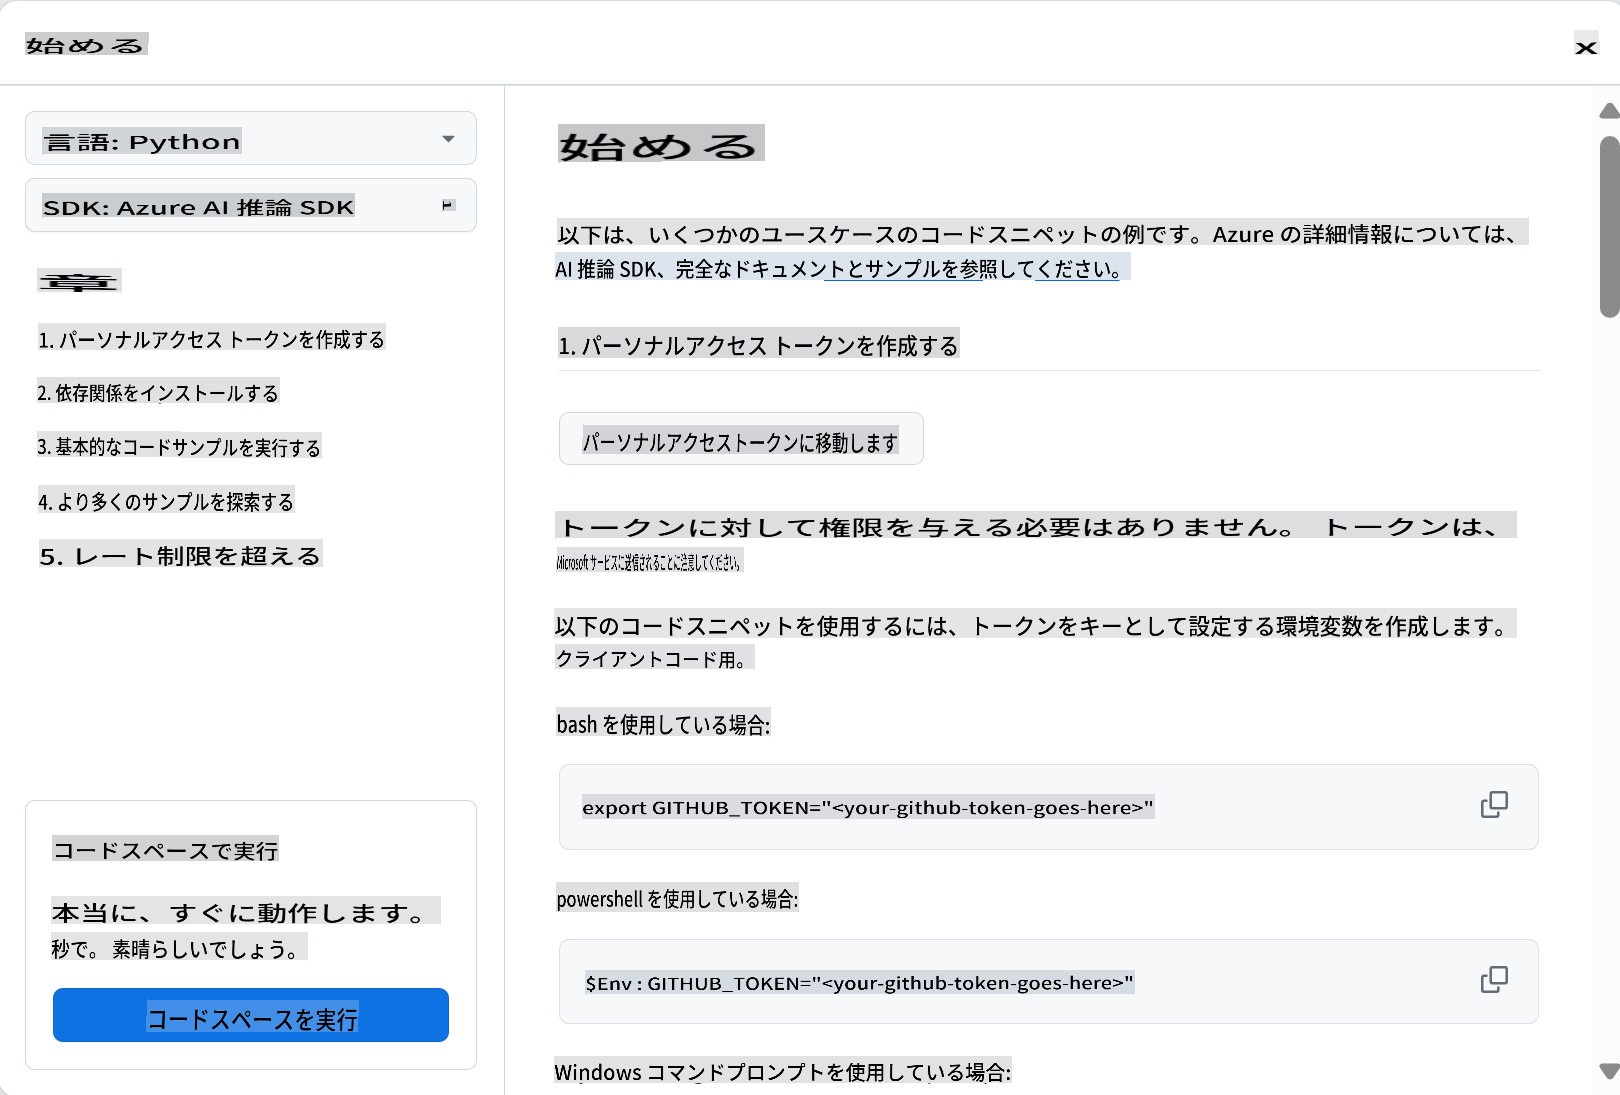 始める
x
言語: Python
SDK: Azure AI 推論 SDK
章
1. パーソナルアクセス トークンを作成する
2. 依存関係をインストールする
3. 基本的なコードサンプルを実行する
4. より多くのサンプルを探索する
5. レート制限を超える
コードスペースで実行
本当に、すぐに動作します。
秒で。 素晴らしいでしょう。
コードスペースを実行
始める
以下は、いくつかのユースケースのコードスニペットの例です。Azure の詳細情報については、
AI 推論 SDK、完全なドキュメントとサンプルを参照してください。
1. パーソナルアクセス トークンを作成する
パーソナルアクセストークンに移動します
トークンに対して権限を与える必要はありません。 トークンは、
Microsoft サービスに送信されることに注意してください。
以下のコードスニペットを使用するには、トークンをキーとして設定する環境変数を作成します。
クライアントコード用。
bash を使用している場合:
export GITHUB_TOKEN="<your-github-token-goes-here>"
powershell を使用している場合:
$Env : GITHUB_TOKEN="<your-github-token-goes-here>"
Windows コマンドプロンプトを使用している場合: